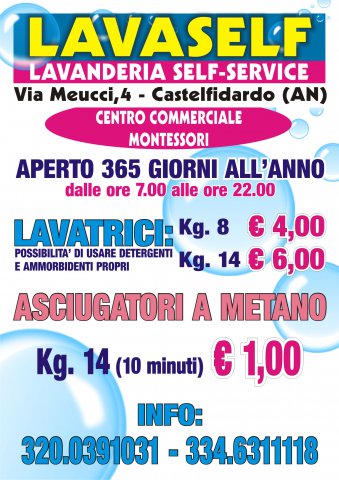 LAVASELF
LAVANDERIA SELF-SERVICE
Via Meucci,4 - Castelfidardo (AN)
CENTRO COMMERCIALE
MONTESSORI
APERTO 365 GIORNI ALL'ANNO
dalle ore 7.00 alle ore 22.00
LAVATRICI: Kg. 8 € 4,00
POSSIBILITA' DI USARE DETERGENTI
E AMMORBIDENTI PROPRI
Kg. 14 € 6,00
ASCIUGATORI A METANO
Kg. 14 (10 minuti) € 1,00
INFO:
320.0391031 - 334.6311118